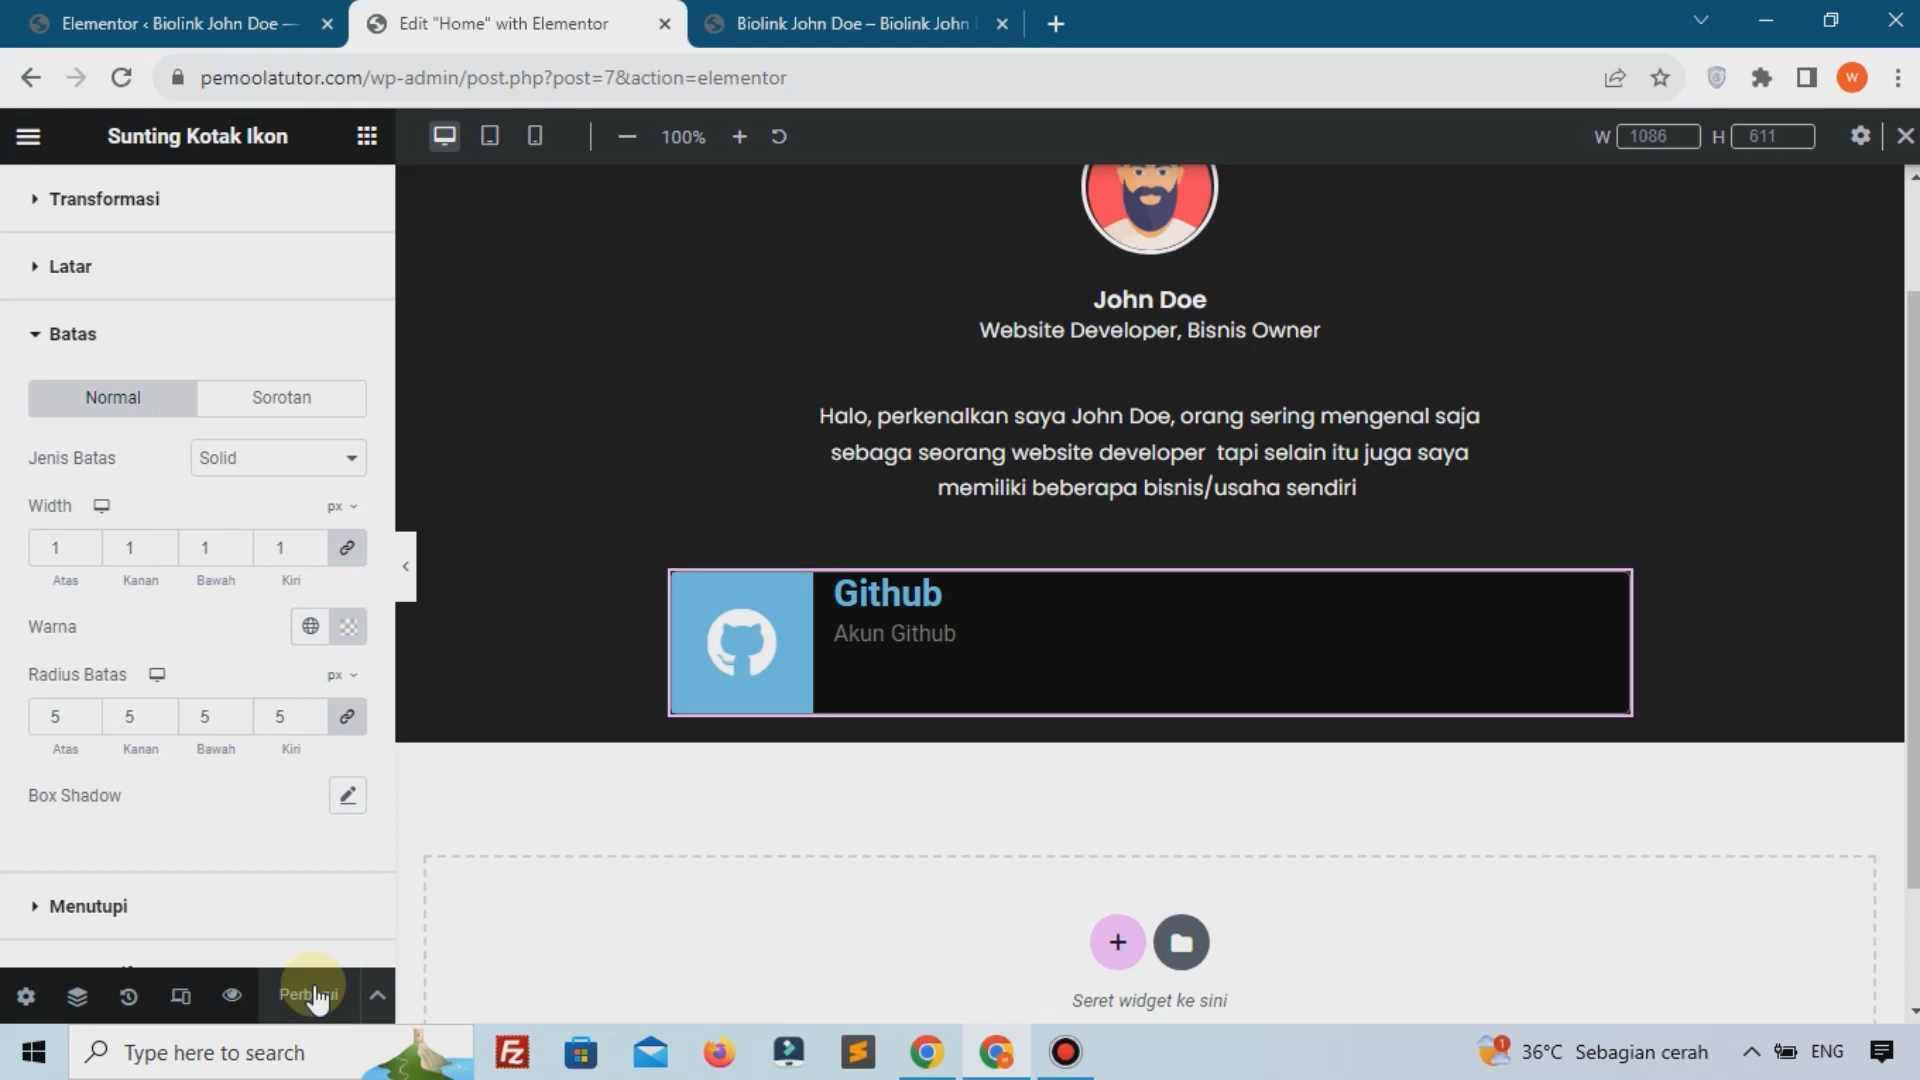 Elementor ‹ Biolink John Doe —
Edit "Home" with Elementor
Biolink John Doe – Biolink John
pemoolatutor.com/wp-admin/post.php?post=7&action=elementor
W
Sunting Kotak Ikon
100%
W 1086 H 611
Transformasi
Latar
Batas
Normal
Sorotan
Jenis Batas
Solid
Width
px
1 1 1 1
Atas Kanan Bawah Kiri
Warna
Radius Batas
px
5 5 5 5
Atas Kanan Bawah Kiri
Box Shadow
Menutupi
John Doe
Website Developer, Bisnis Owner
Halo, perkenalkan saya John Doe, orang sering mengenal saja
sebaga seorang website developer tapi selain itu juga saya
memiliki beberapa bisnis/usaha sendiri
Github
Akun Github
Seret widget ke sini
Type here to search
Fz
1
36°C Sebagian cerah
ENG